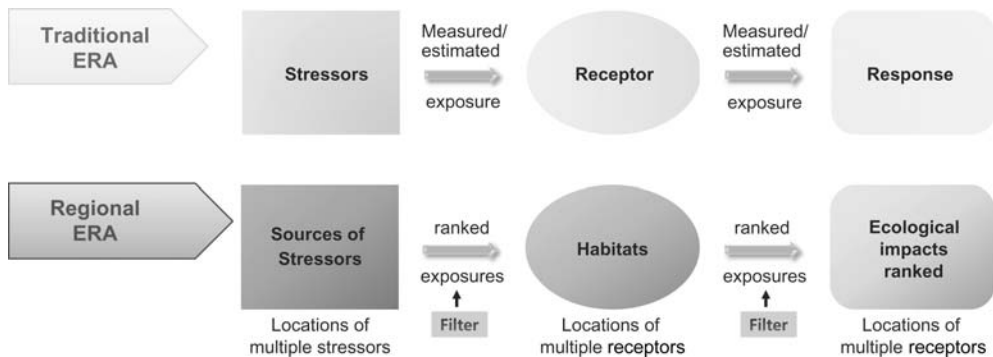 Traditional
ERA
Stressors
Measured/
estimated
exposure
Receptor
Measured/
estimated
exposure
Response
Regional
ERA
Sources of
Stressors
ranked
exposures
Filter
Habitats
ranked
exposures
Filter
Ecological
impacts
ranked
Locations of
multiple stressors
Locations of
multiple receptors
Locations of
multiple receptors